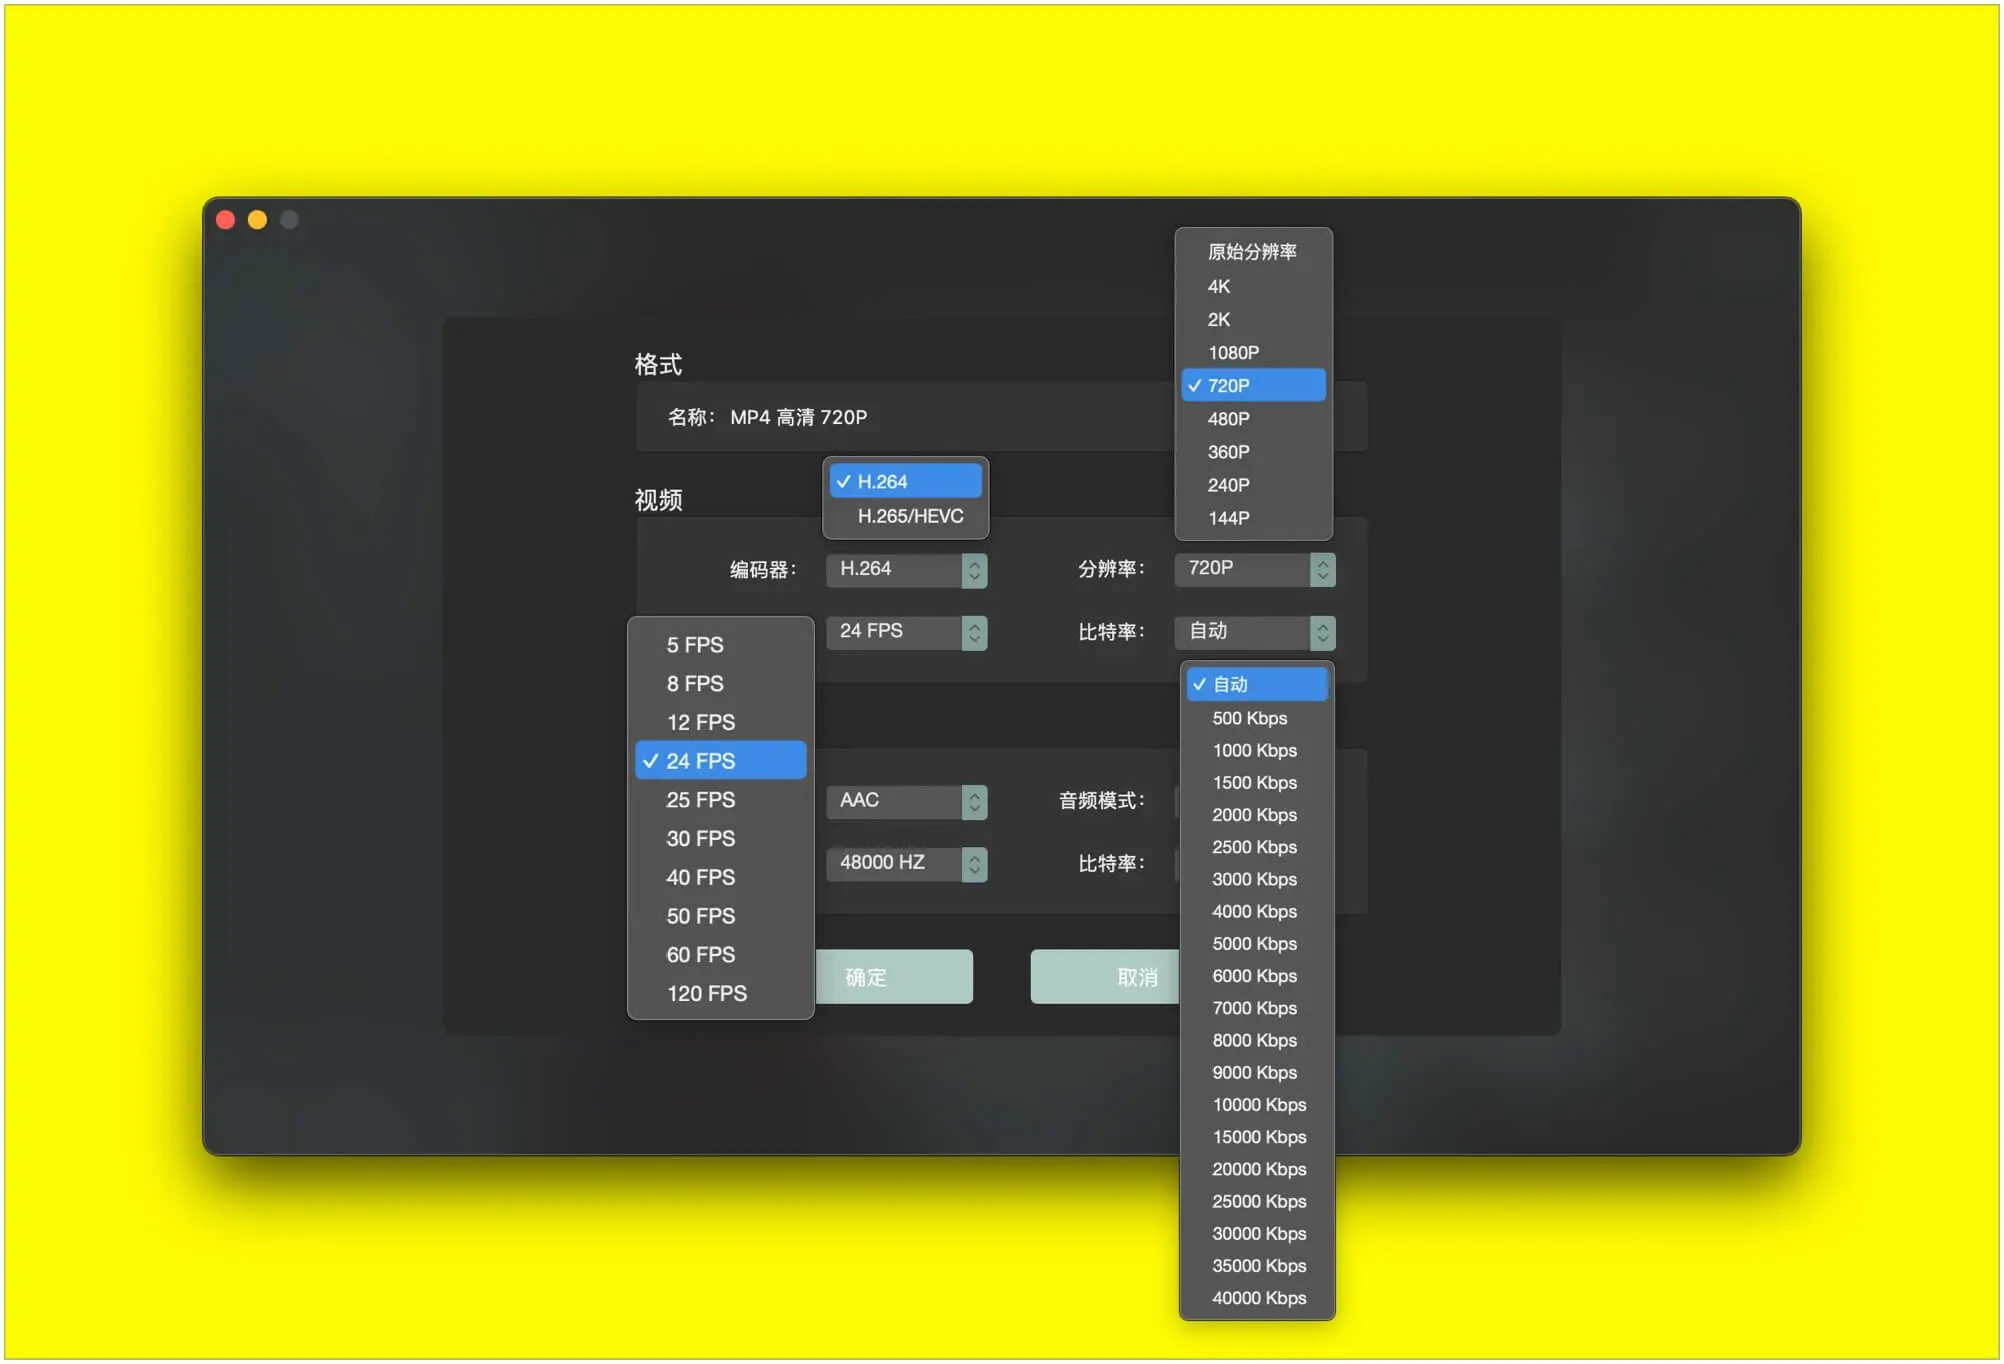 原始分辨率
4K
2K
1080P
720P
480P
360P
240P
144P
格式
名称： MP4 高清 720P
视频
H.264
H.265/HEVC
编码器： H.264 分辨率： 720P
24 FPS 比特率： 自动
5 FPS
8 FPS
12 FPS
24 FPS
25 FPS
30 FPS
40 FPS
50 FPS
60 FPS
120 FPS
自动
500 Kbps
1000 Kbps
1500 Kbps
2000 Kbps
2500 Kbps
3000 Kbps
4000 Kbps
5000 Kbps
6000 Kbps
7000 Kbps
8000 Kbps
9000 Kbps
10000 Kbps
15000 Kbps
20000 Kbps
25000 Kbps
30000 Kbps
35000 Kbps
40000 Kbps
AAC 音频模式：
48000 HZ 比特率：
确定 取消